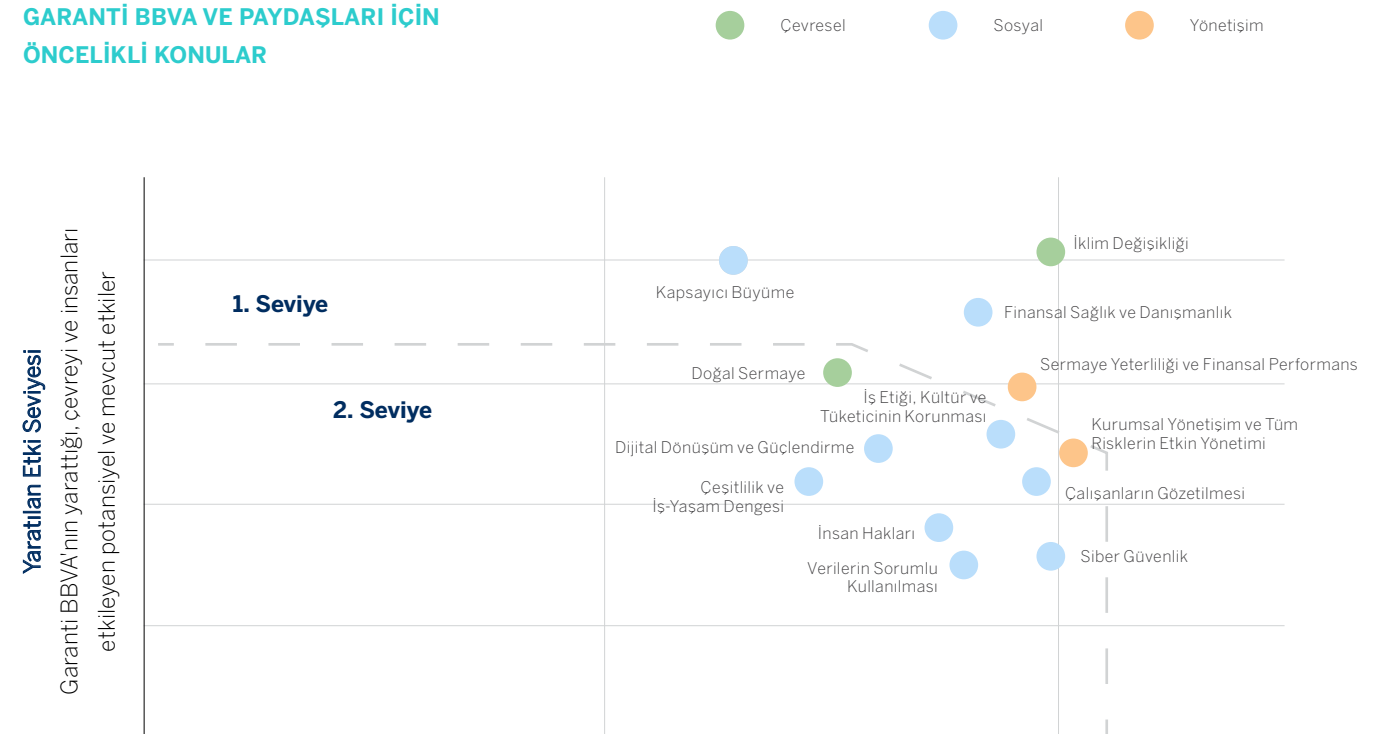 GARANTİ BBVA VE PAYDAŞLARI İÇİN
ÖNCELİKLİ KONULAR
Çevresel
Sosyal
Yönetişim
Yaratılan Etki Seviyesi
Garanti BBVA'nın yarattığı, çevreyi ve insanları
etkileyen potansiyel ve mevcut etkiler
İklim Değişikliği
Kapsayıcı Büyüme
1. Seviye
Finansal Sağlık ve Danışmanlık
Sermaye Yeterliliği ve Finansal Performans
Doğal Sermaye
2. Seviye
İş Etiği, Kültür ve
Tüketicinin Korunması
Kurumsal Yönetişim ve Tüm
Risklerin Etkin Yönetimi
Dijital Dönüşüm ve Güçlendirme
Çeşitlilik ve
İş-Yaşam Dengesi
Çalışanların Gözetilmesi
İnsan Hakları
Siber Güvenlik
Verilerin Sorumlu
Kullanılması